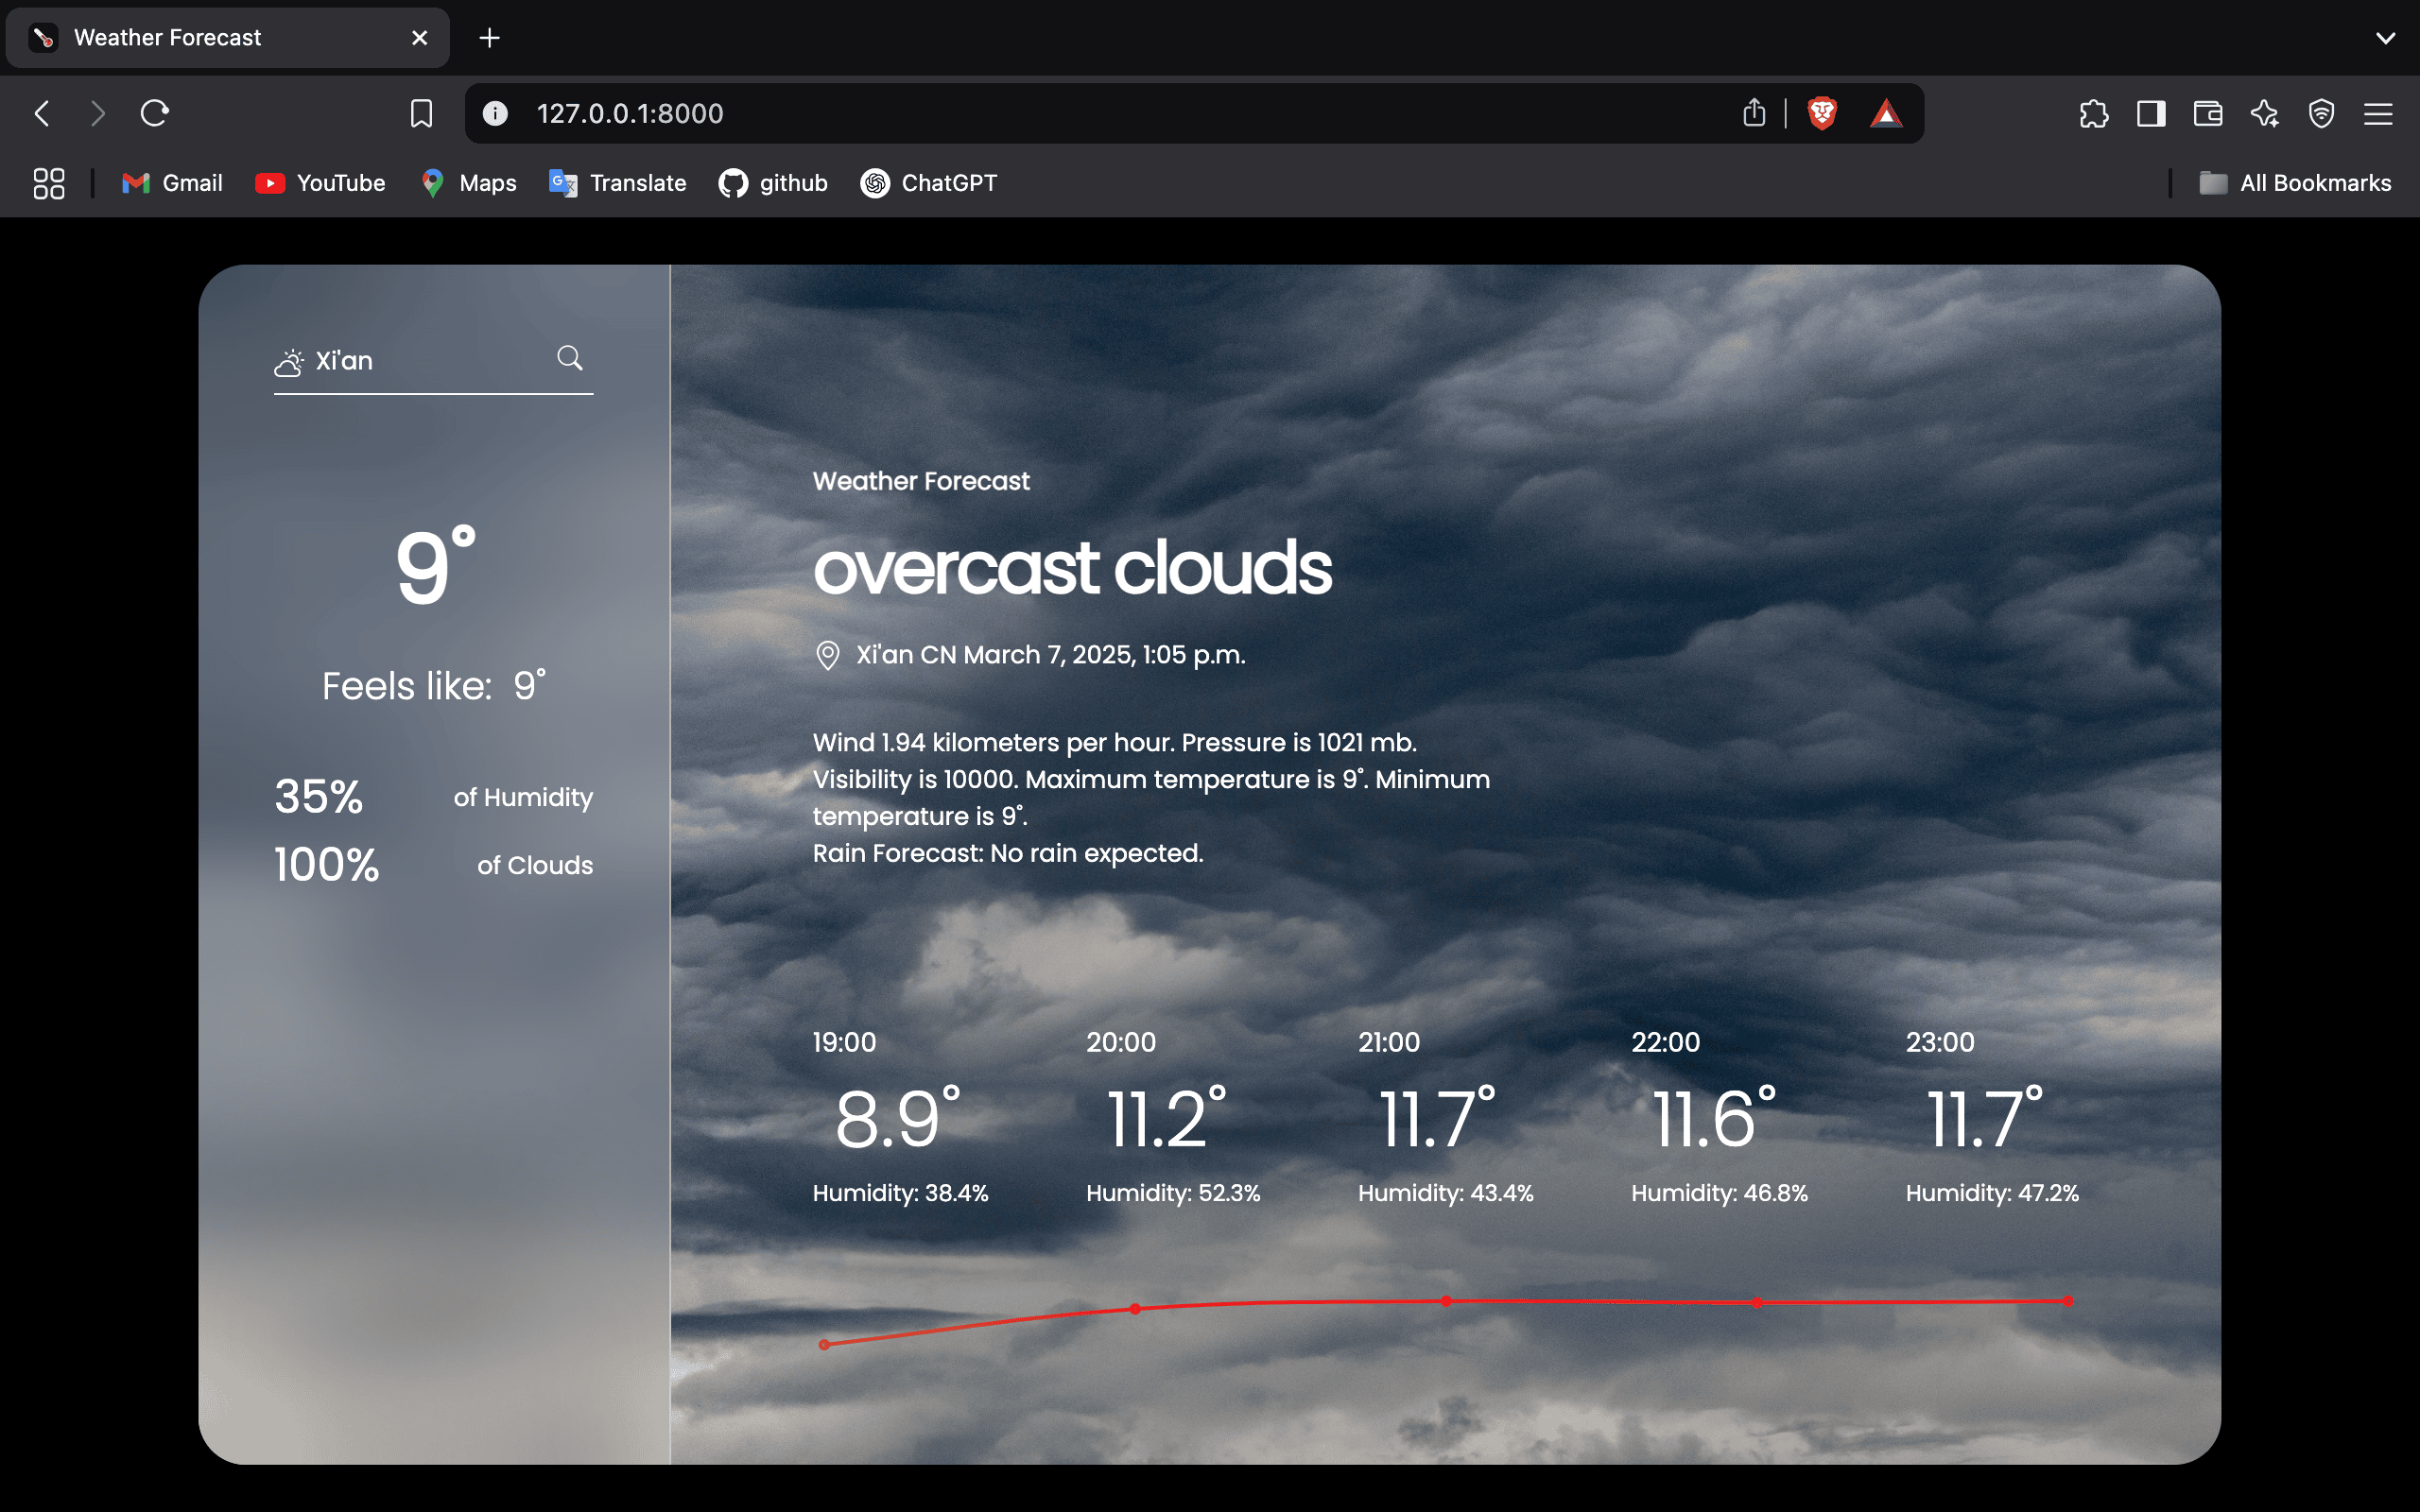 Weather Forecast
127.0.0.1:8000
Gmail
YouTube
Maps
Translate
github
ChatGPT
All Bookmarks
Xi'an
9°
Feels like: 9°
35% of Humidity
100% of Clouds
Weather Forecast
overcast clouds
Xi'an CN March 7, 2025, 1:05 p.m.
Wind 1.94 kilometers per hour. Pressure is 1021 mb.
Visibility is 10000. Maximum temperature is 9°. Minimum
temperature is 9°.
Rain Forecast: No rain expected.
19:00
8.9°
Humidity: 38.4%
20:00
11.2°
Humidity: 52.3%
21:00
11.7°
Humidity: 43.4%
22:00
11.6°
Humidity: 46.8%
23:00
11.7°
Humidity: 47.2%